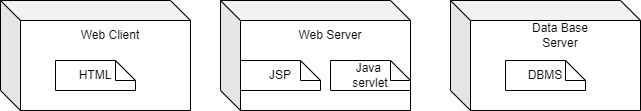 Web Client
HTML
Web Server
JSP
Java
servlet
Data Base
Server
DBMS